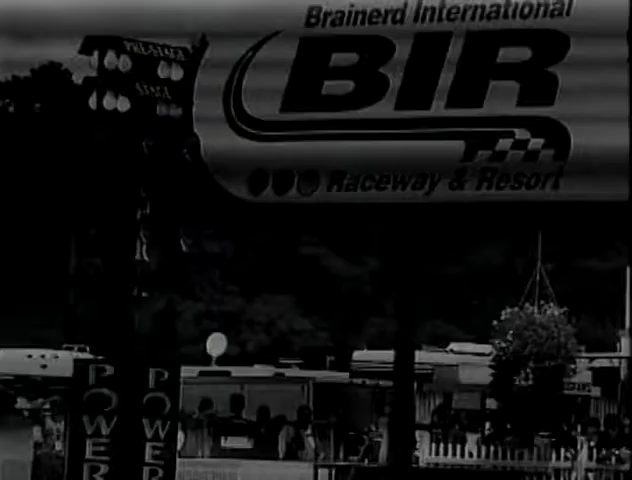 Brainerd International
BIR
Raceway & Resort
PRE-STAGE
STAGE
POWER
POWER